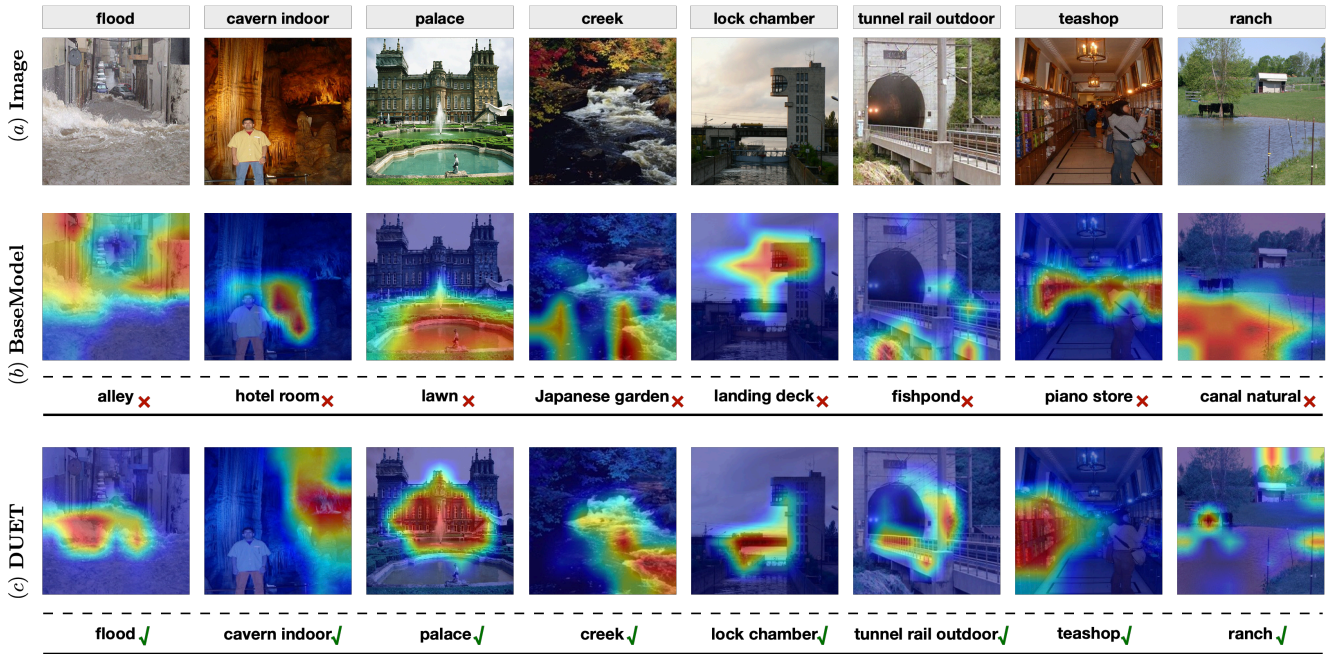 flood cavern indoor palace creek lock chamber tunnel rail outdoor teashop ranch
(a) Image
(b) BaseModel
alley × hotel room × lawn × Japanese garden × landing deck × fishpond × piano store × canal natural ×
(c) DUET
flood √ cavern indoor √ palace √ creek √ lock chamber √ tunnel rail outdoor √ teashop √ ranch √